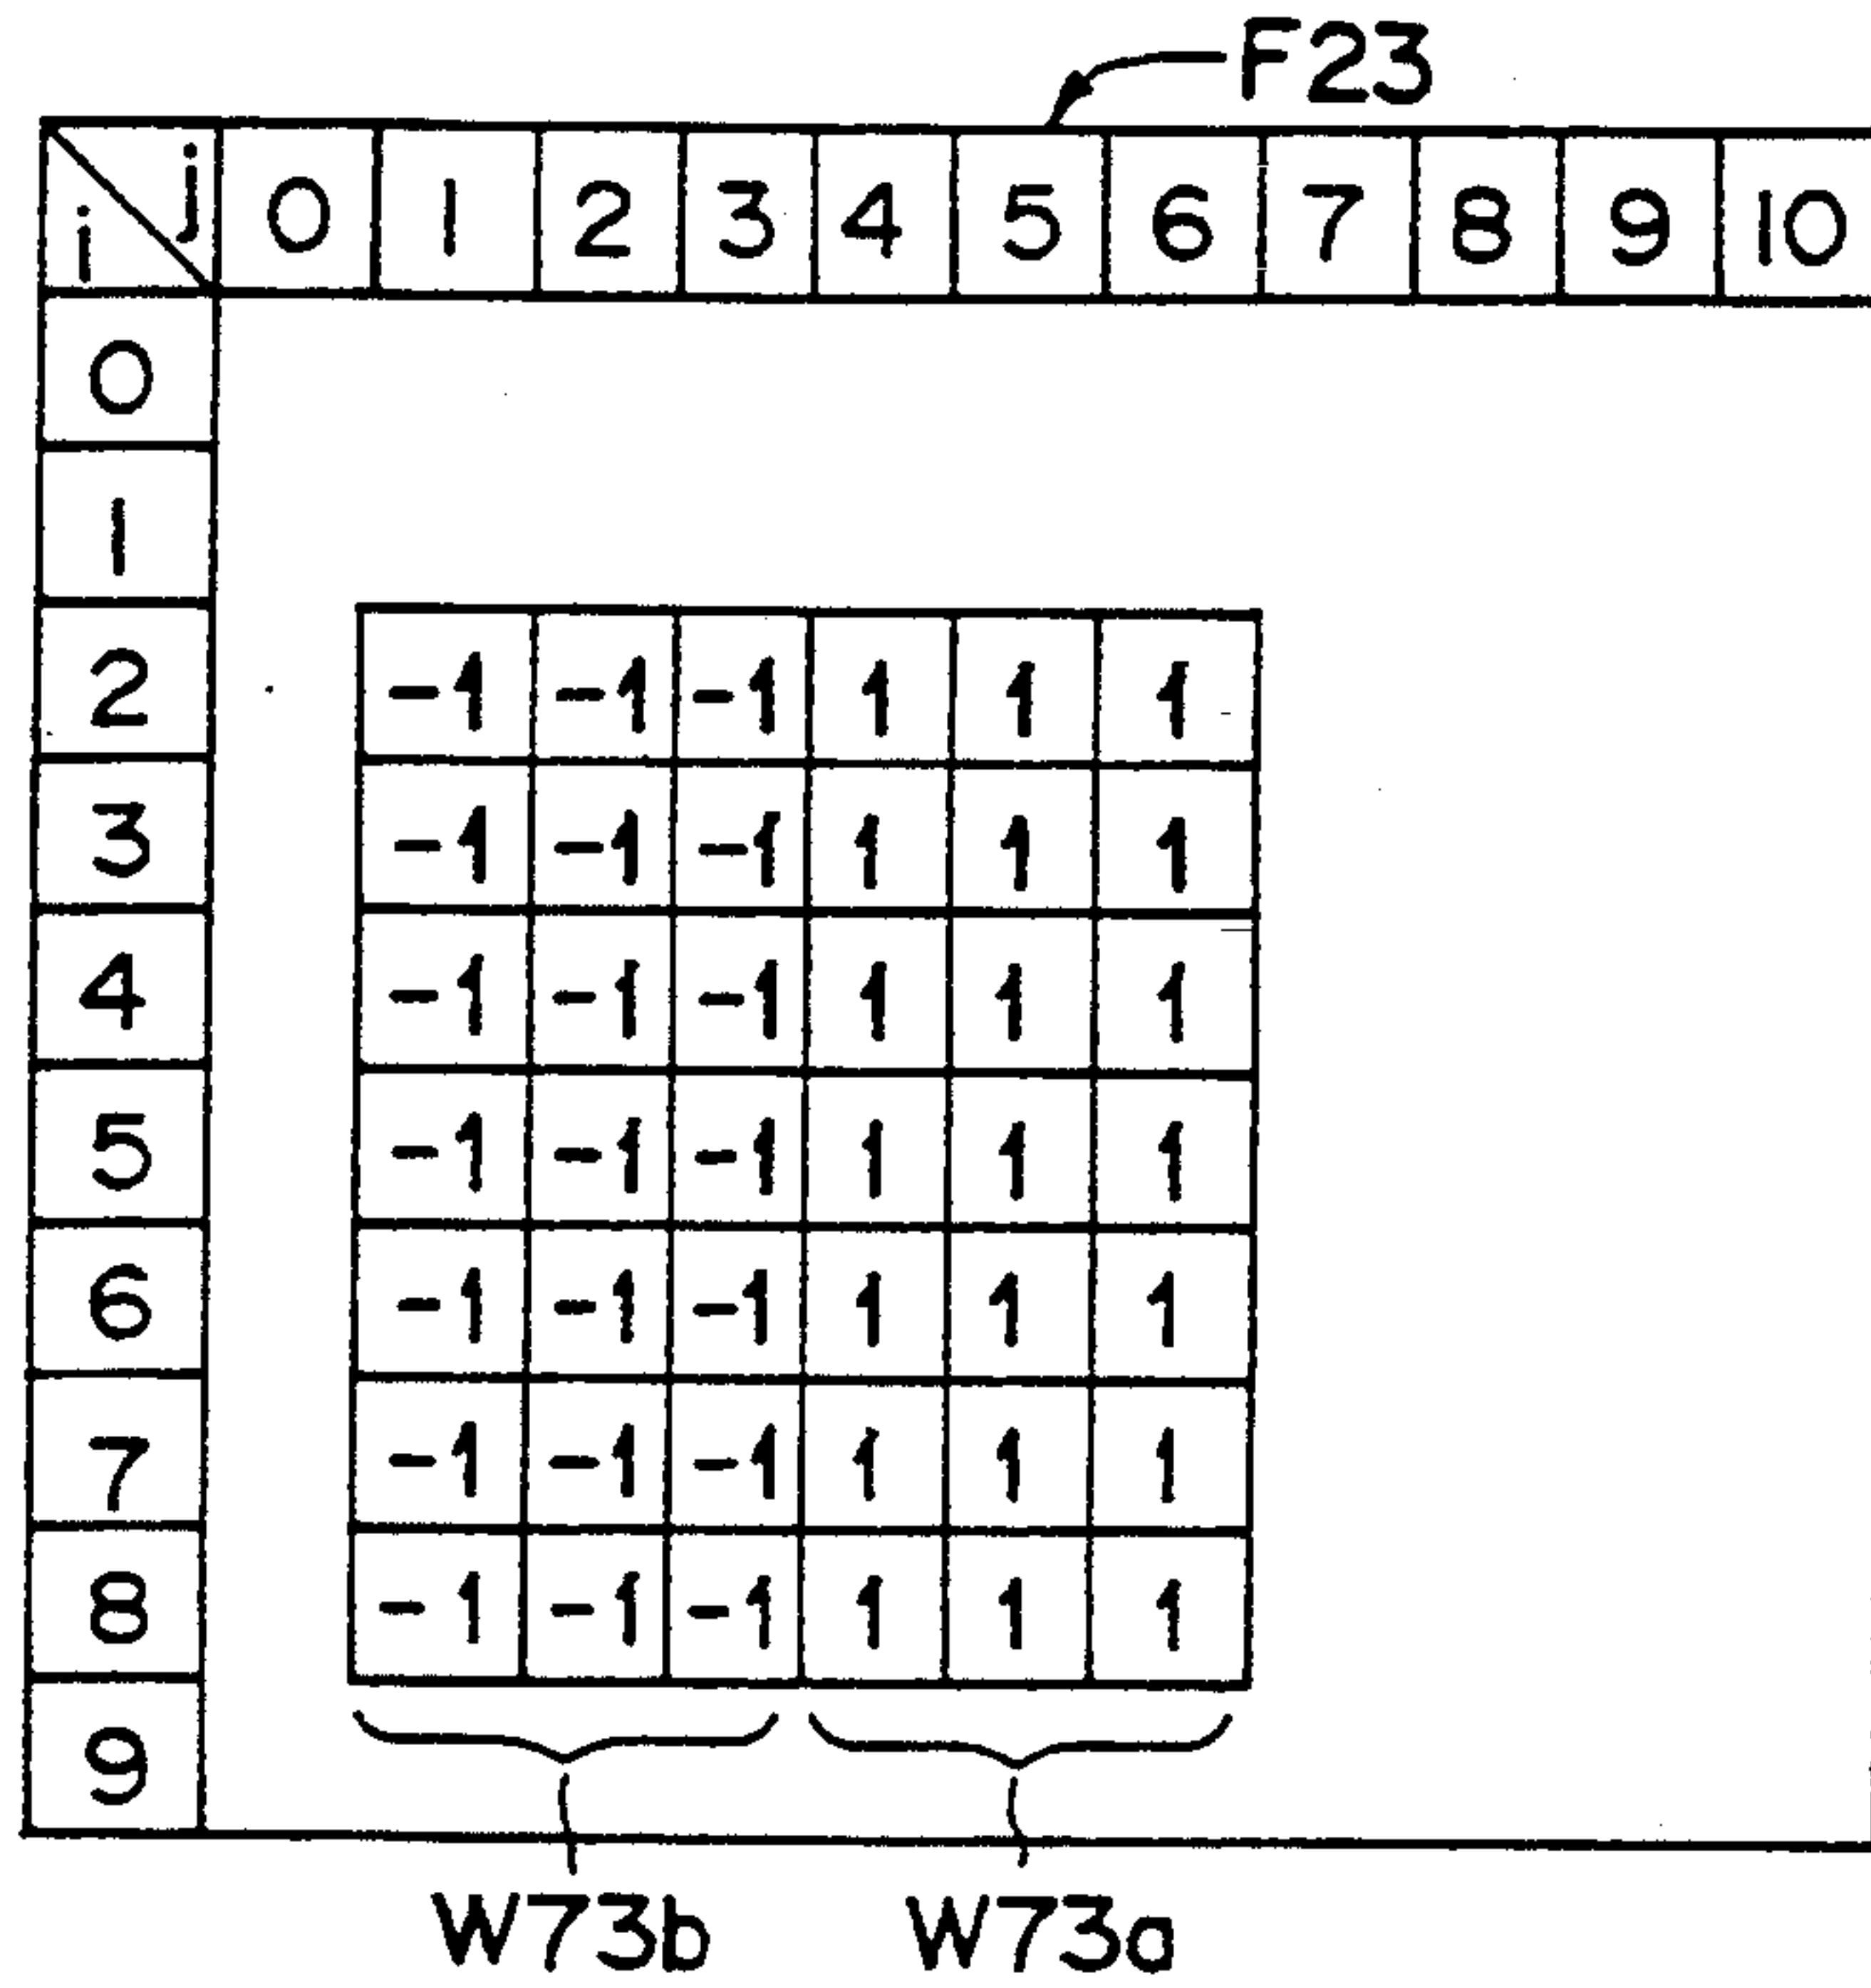 F23
j 0 1 2 3 4 5 6 7 8 9 10
i
0
1
2 -1 -1 -1 1 1 1
3 -1 -1 -1 1 1 1
4 -1 -1 -1 1 1 1
5 -1 -1 -1 1 1 1
6 -1 -1 -1 1 1 1
7 -1 -1 -1 1 1 1
8 -1 -1 -1 1 1 1
9
W73b W73a